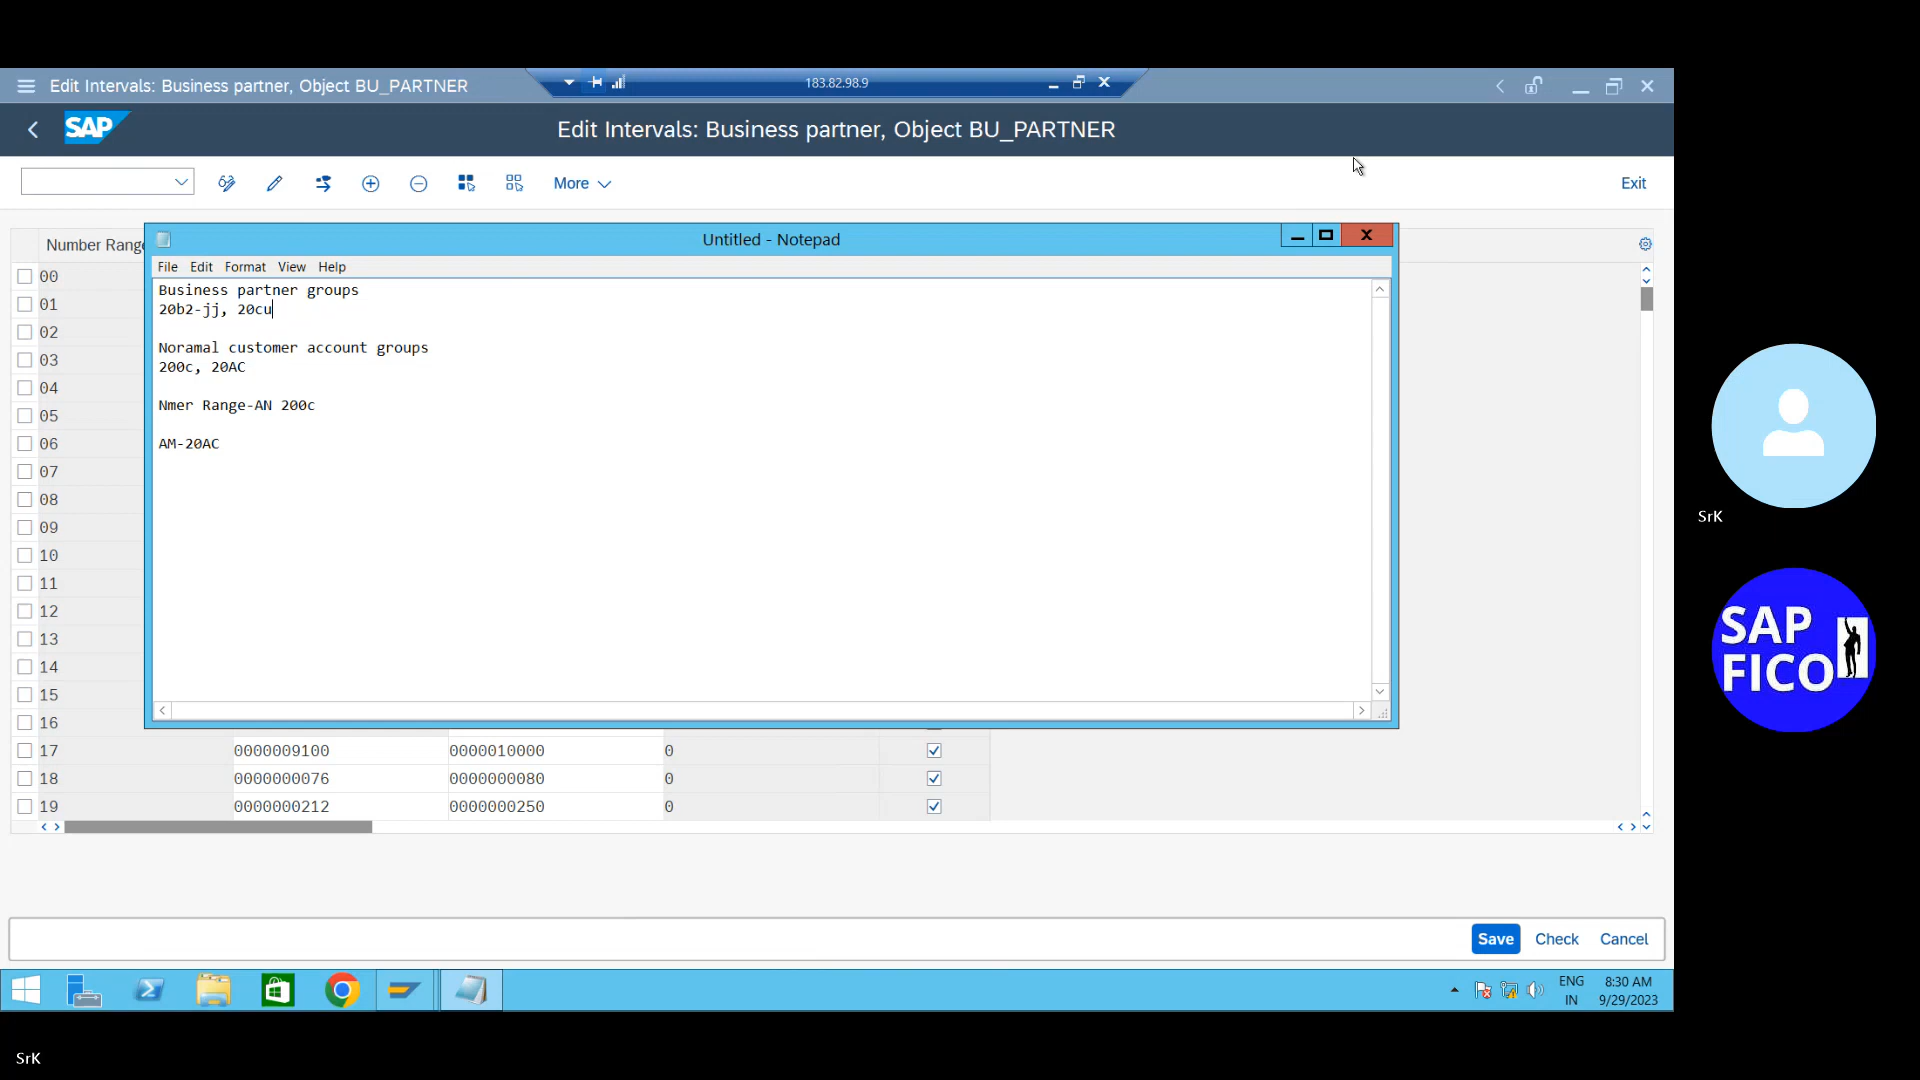 Edit Intervals: Business partner, Object BU_PARTNER
183.82.98.9
SAP
Edit Intervals: Business partner, Object BU_PARTNER
More
Exit
Number Range
Untitled - Notepad
File Edit Format View Help
Business partner groups
20b2-jj, 20cu
Noramal customer account groups
200c, 20AC
Nmer Range-AN 200c
AM-20AC
00
01
02
03
04
05
06
07
08
09
10
11
12
13
14
15
16
17 0000009100 0000010000 0
18 0000000076 0000000080 0
19 0000000212 0000000250 0
Save Check Cancel
ENG 8:30 AM
IN 9/29/2023
SrK
SAP
FICO
SrK